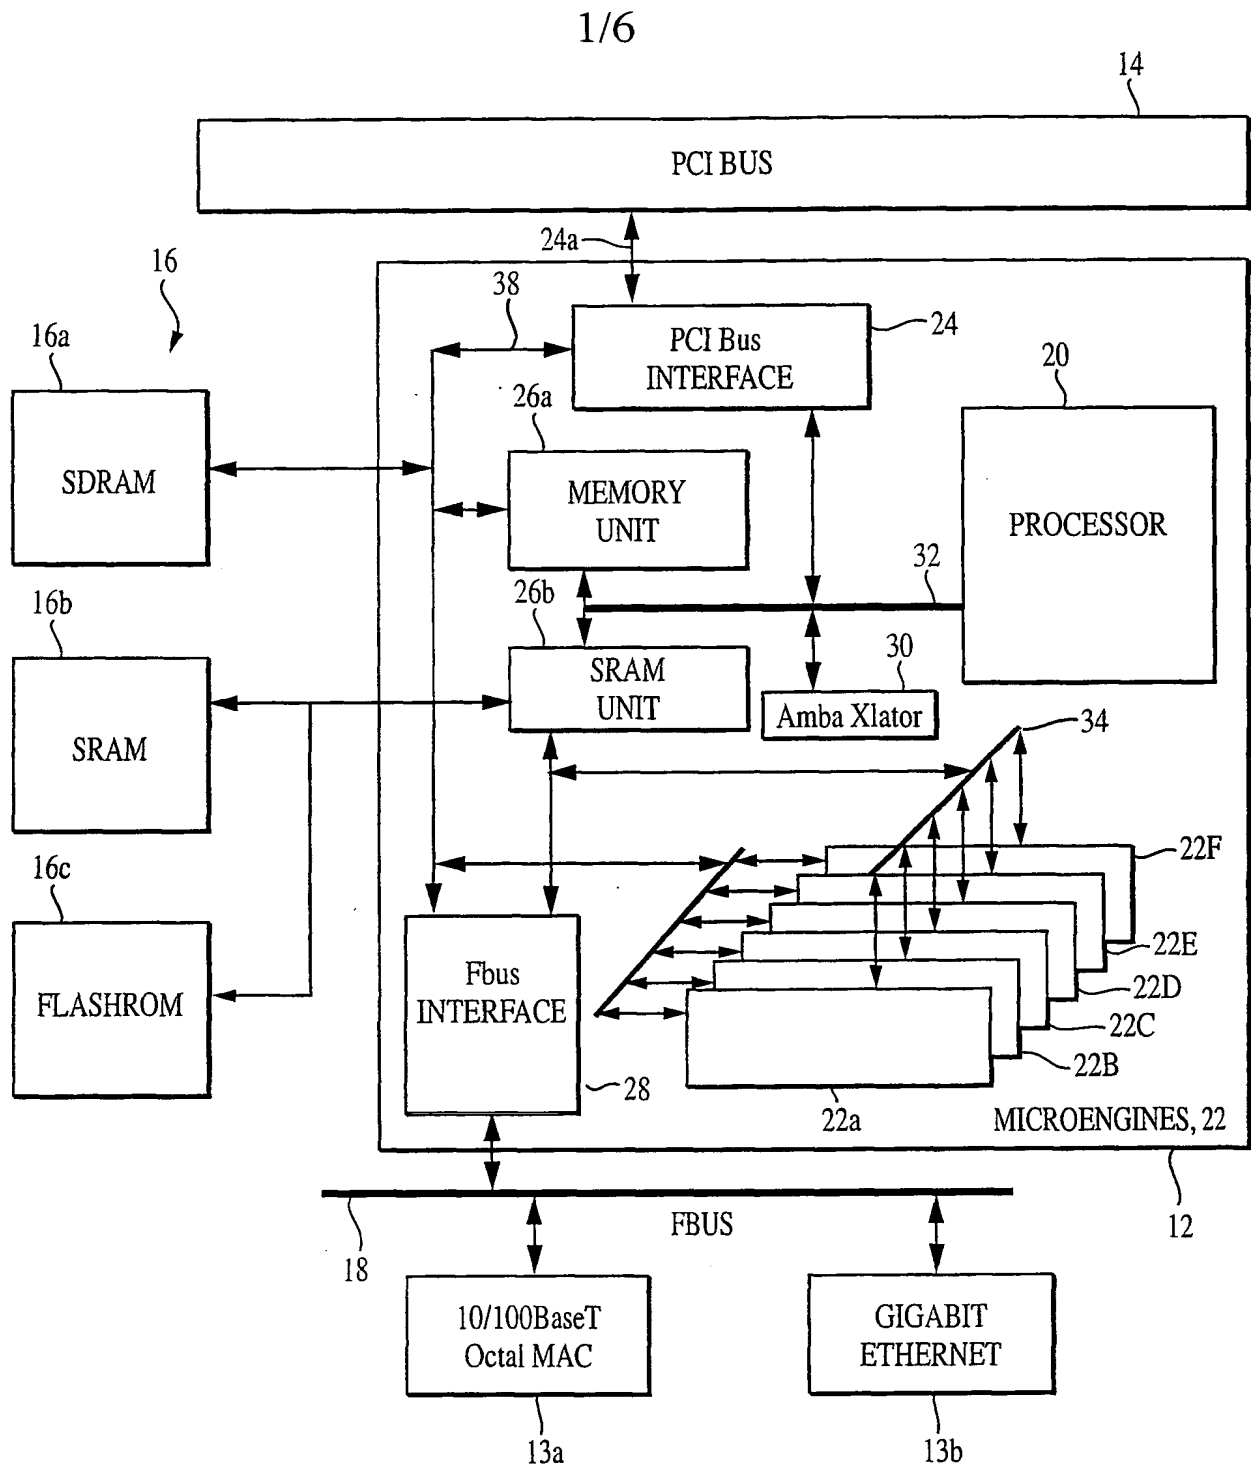 1/6
14
PCI BUS
24a
16
38
PCI Bus
INTERFACE
24
16a
20
26a
SDRAM
MEMORY
UNIT
PROCESSOR
32
16b
26b
SRAM
UNIT
30
Amba Xlator
34
SRAM
22F
16c
22E
Fbus
INTERFACE
22D
FLASHROM
22C
22B
28
22a
MICROENGINES, 22
12
FBUS
18
10/100BaseT
Octal MAC
GIGABIT
ETHERNET
13a
13b